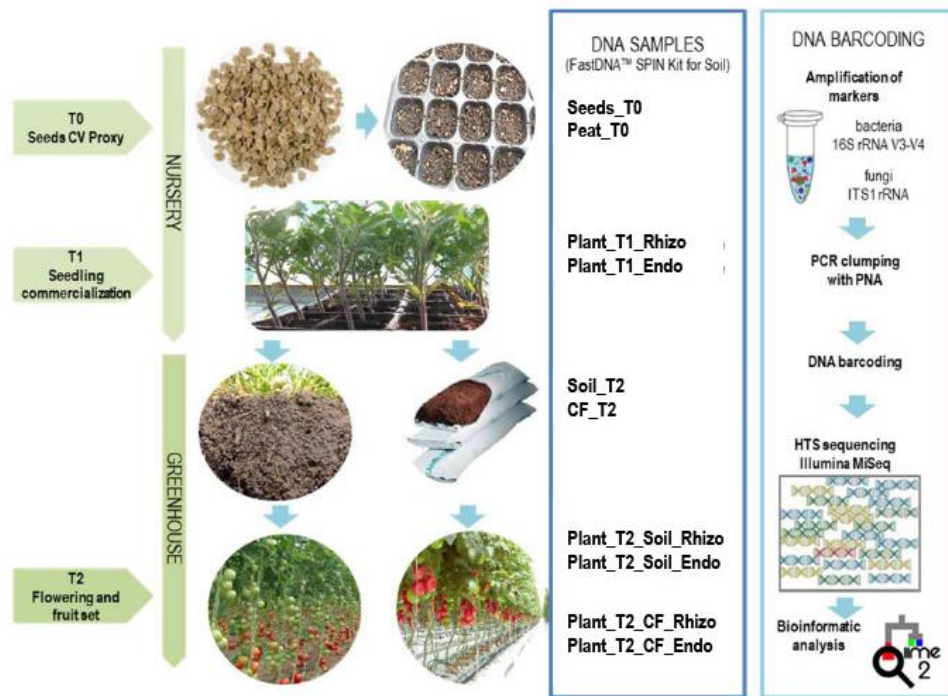 T0
Seeds CV Proxy
T1
Seedling
commercialization
T2
Flowering and
fruit set
NURSERY
GREENHOUSE
DNA SAMPLES
(FastDNA™ SPIN Kit for Soil)
Seeds_T0
Peat_T0
Plant_T1_Rhizo
Plant_T1_Endo
Soil_T2
CF_T2
Plant_T2_Soil_Rhizo
Plant_T2_Soil_Endo
Plant_T2_CF_Rhizo
Plant_T2_CF_Endo
DNA BARCODING
Amplification of
markers
bacteria
16S rRNA V3-V4
fungi
ITS1 rRNA
PCR clumping
with PNA
DNA barcoding
HTS sequencing
Illumina MiSeq
Bioinformatic
analysis
ime
2